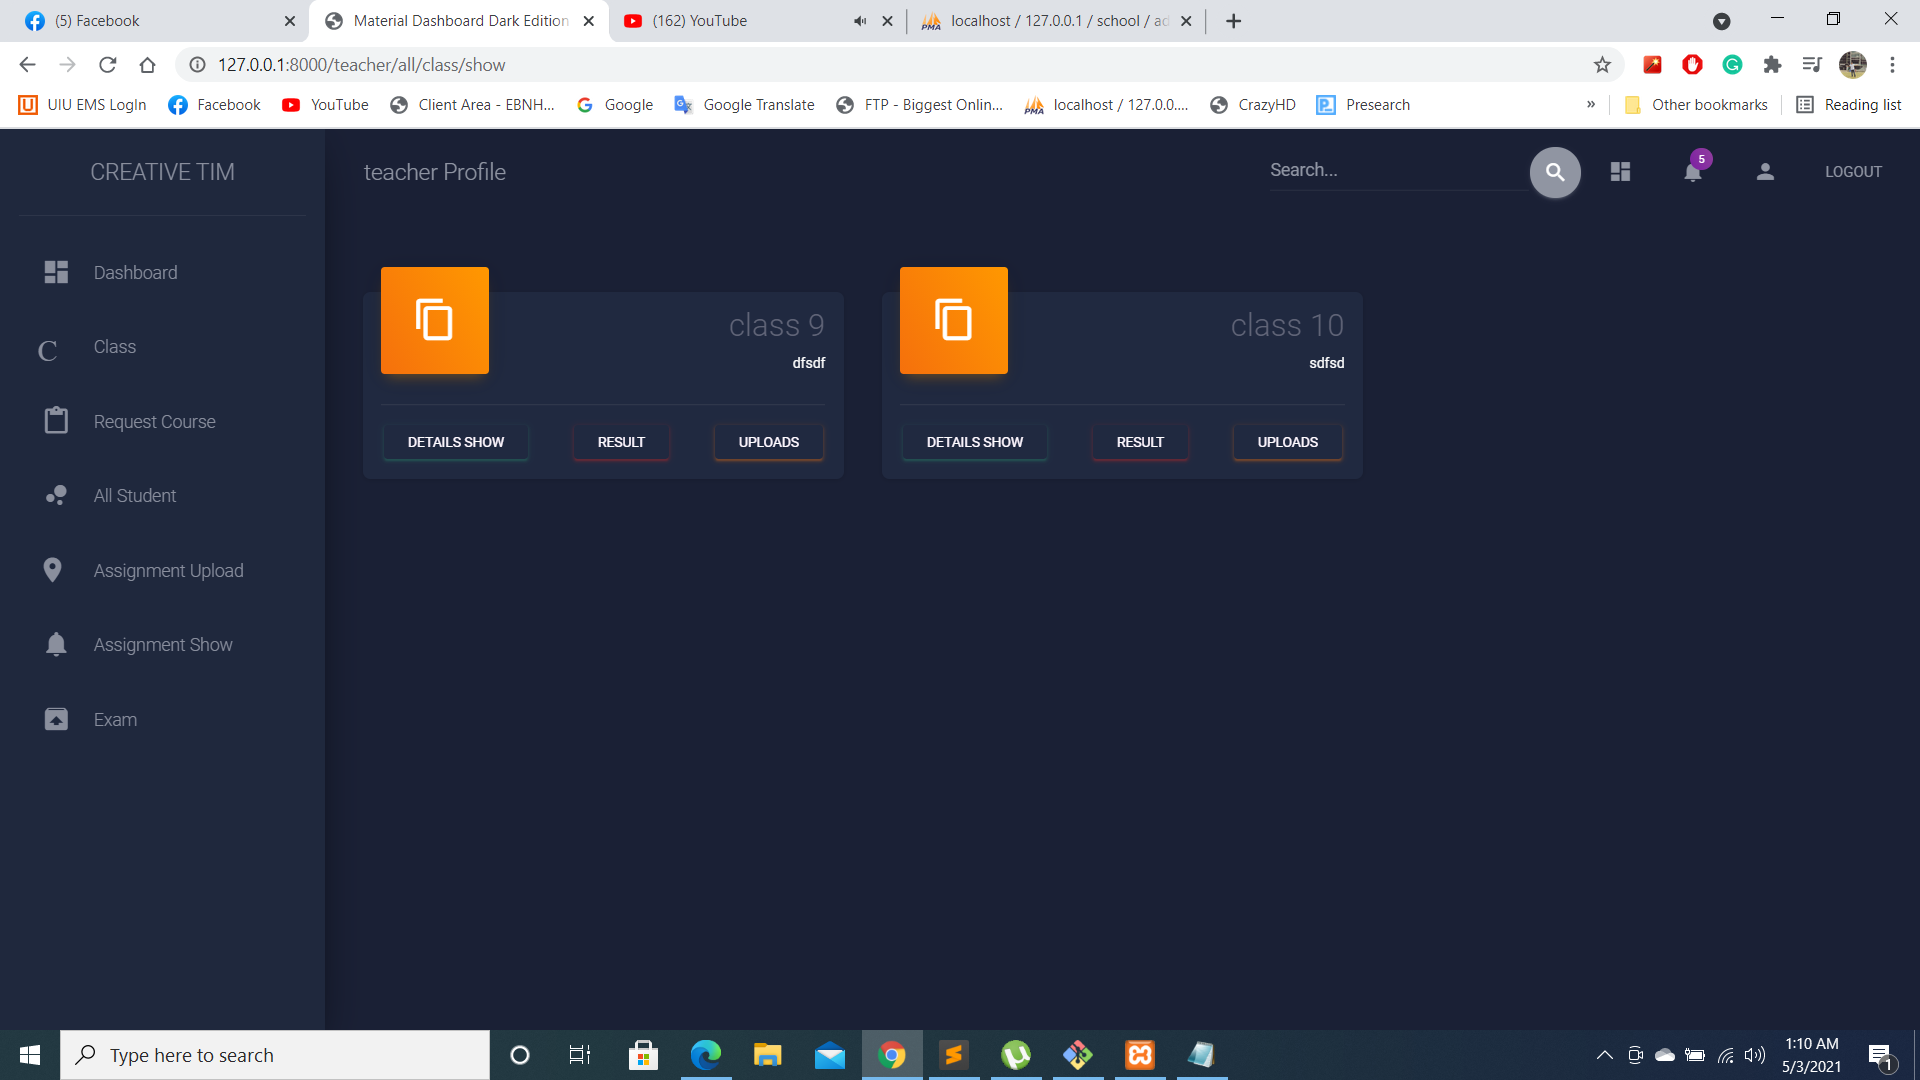 (5) Facebook
Material Dashboard Dark Edition
(162) YouTube
localhost / 127.0.0.1 / school / ad
127.0.0.1:8000/teacher/all/class/show
UIU EMS LogIn
Facebook
YouTube
Client Area - EBNH...
Google
Google Translate
FTP - Biggest Onlin...
localhost / 127.0.0....
CrazyHD
Presearch
»
Other bookmarks
Reading list
CREATIVE TIM
teacher Profile
Search...
5
LOGOUT
Dashboard
C Class
Request Course
All Student
Assignment Upload
Assignment Show
Exam
class 9
dfsdf
DETAILS SHOW
RESULT
UPLOADS
class 10
sdfsd
DETAILS SHOW
RESULT
UPLOADS
Type here to search
1:10 AM
5/3/2021
1